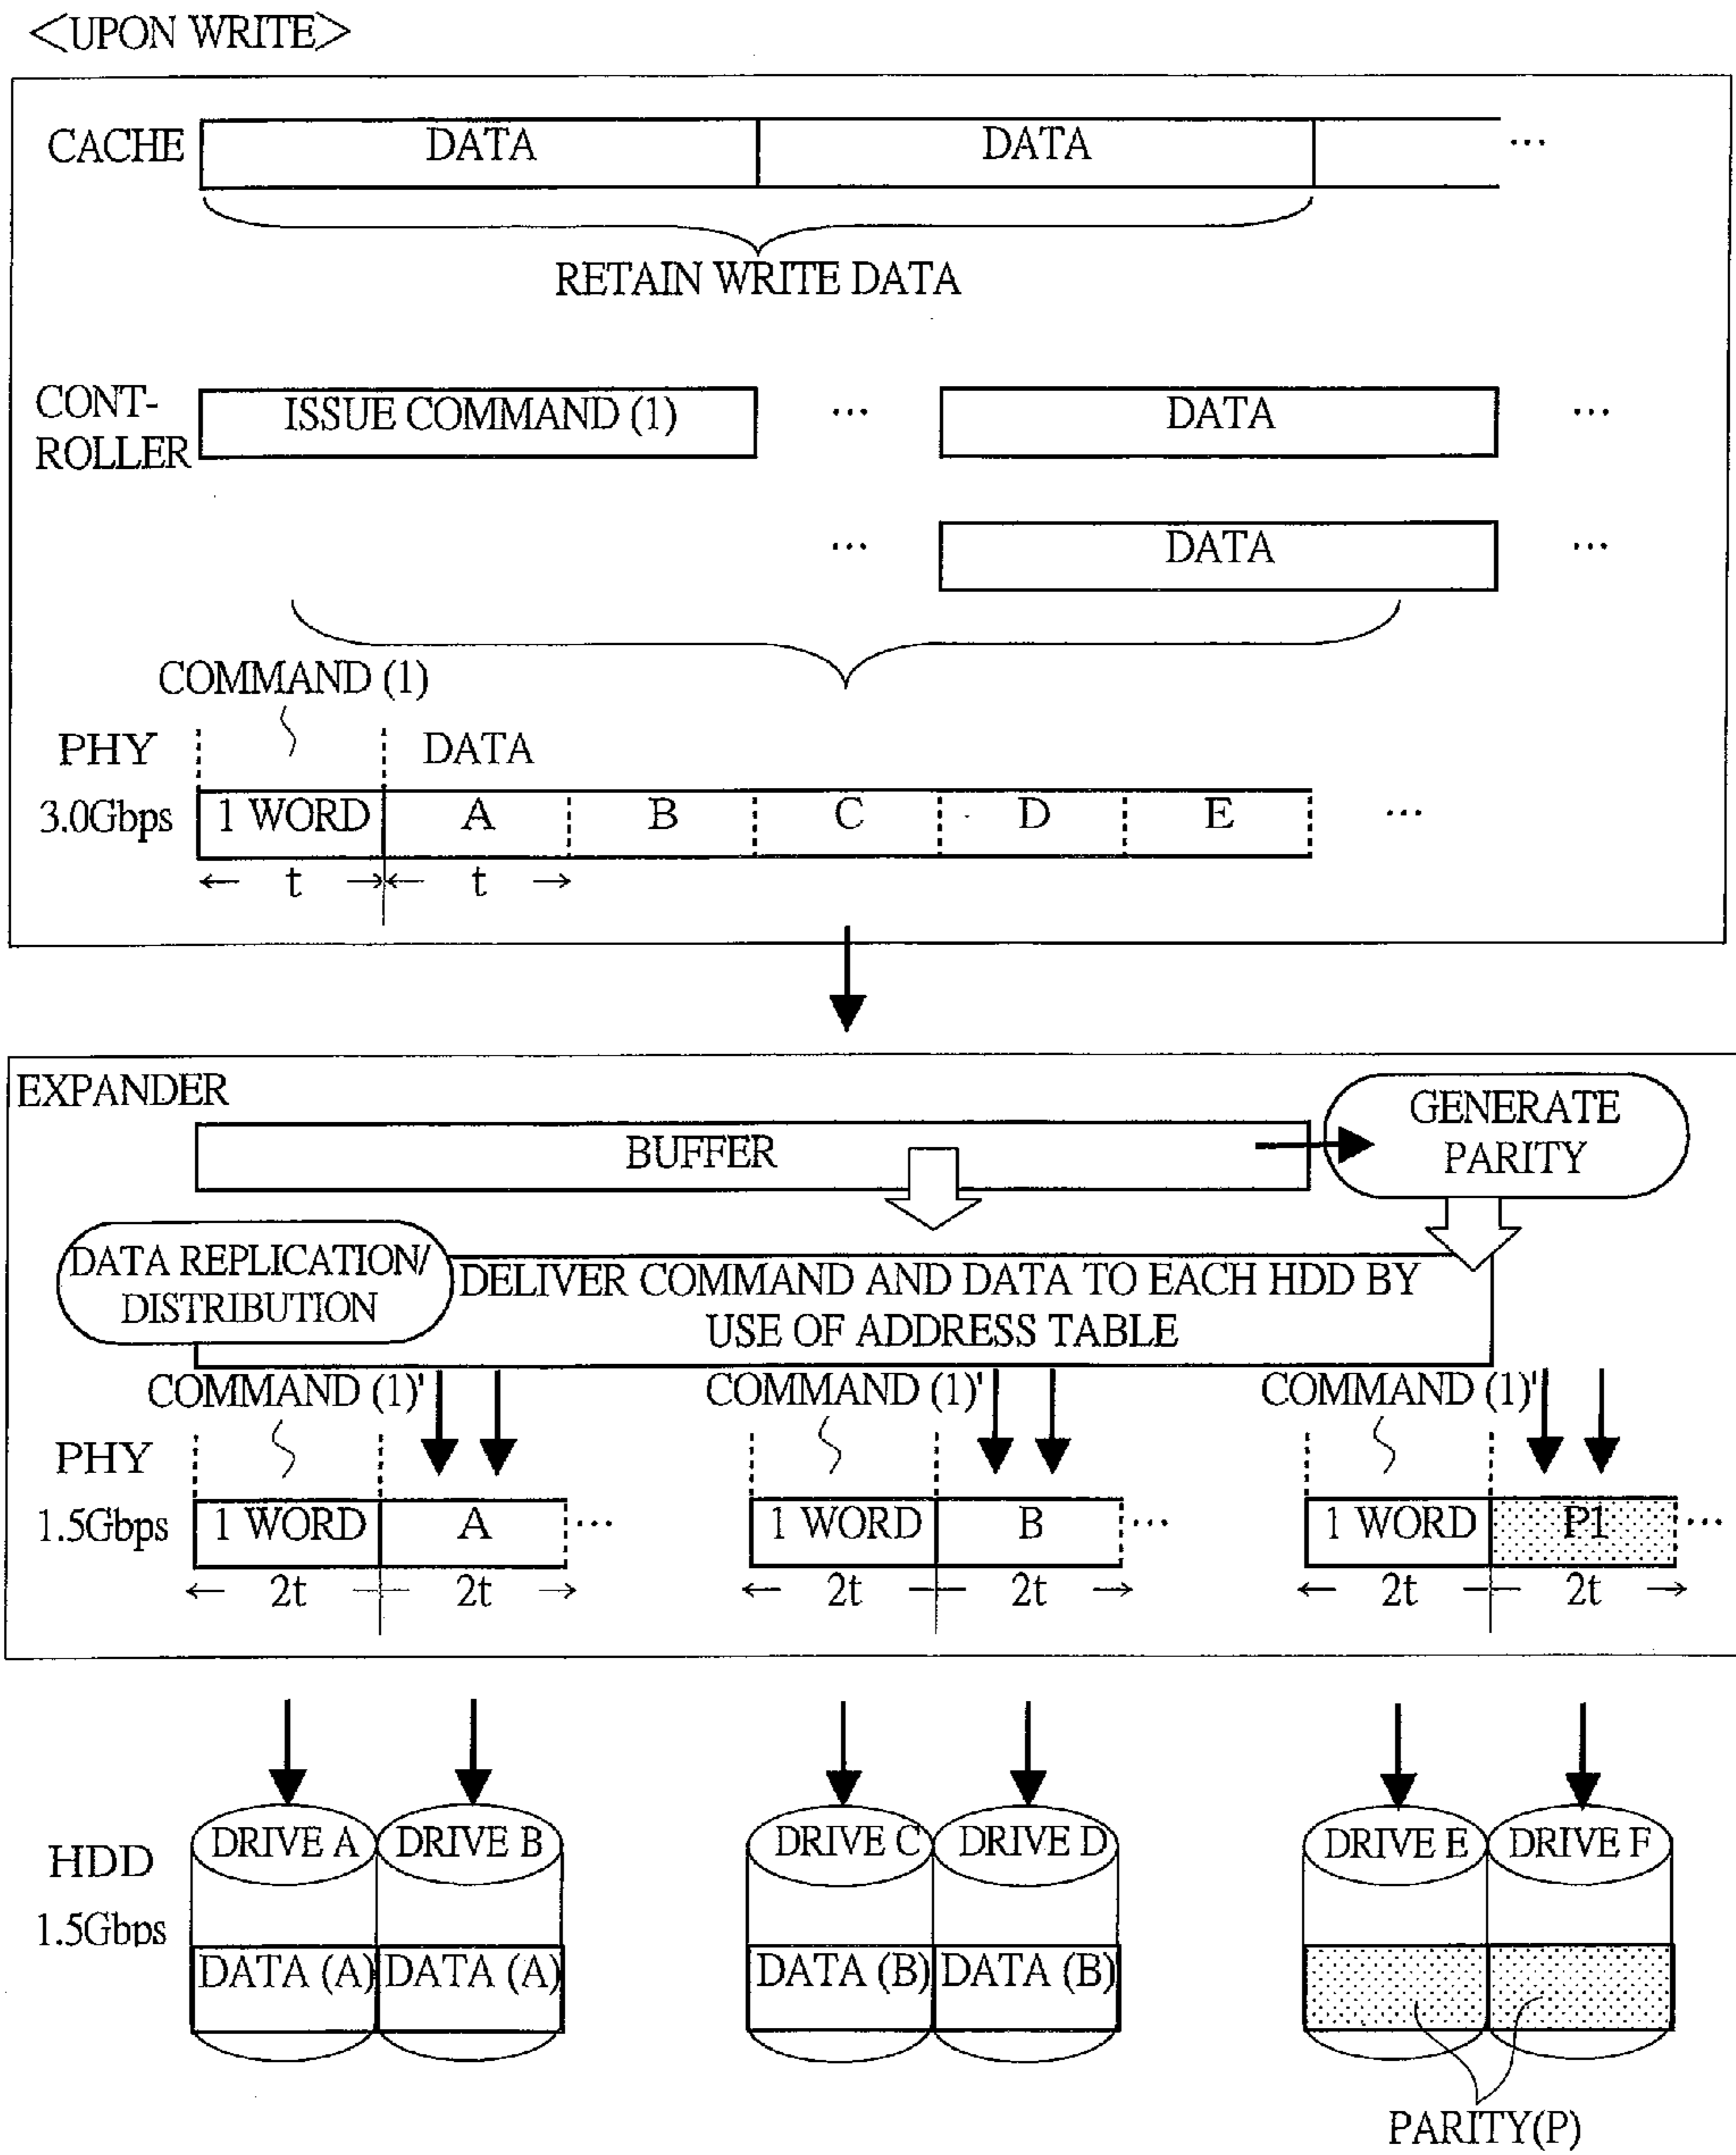 <UPON WRITE>
CACHE DATA DATA ...
RETAIN WRITE DATA
CONT-
ROLLER ISSUE COMMAND (1) ... DATA ...
... DATA ...
COMMAND (1)
PHY DATA
3.0Gbps 1 WORD A B C D E ...
t t
EXPANDER
BUFFER
GENERATE
PARITY
DATA REPLICATION/
DISTRIBUTION
DELIVER COMMAND AND DATA TO EACH HDD BY
USE OF ADDRESS TABLE
COMMAND (1)' COMMAND (1)' COMMAND (1)'
PHY
1.5Gbps 1 WORD A ... 1 WORD B ... 1 WORD P1 ...
2t 2t 2t 2t 2t 2t
DRIVE A DRIVE B DRIVE C DRIVE D DRIVE E DRIVE F
HDD
1.5Gbps
DATA (A) DATA (A) DATA (B) DATA (B)
PARITY(P)